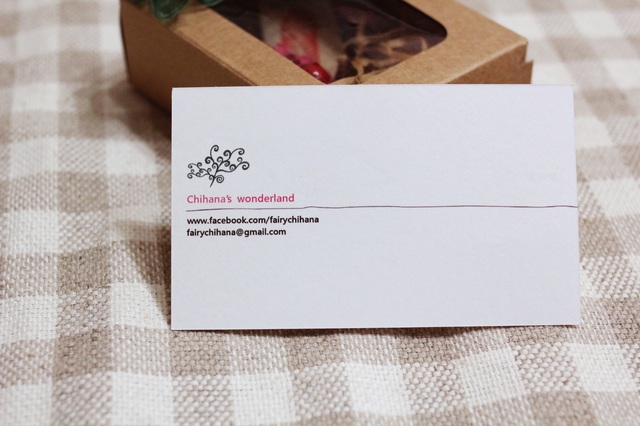 Chihana's wonderland
www.facebook.com/fairychihana
fairychihana@gmail.com